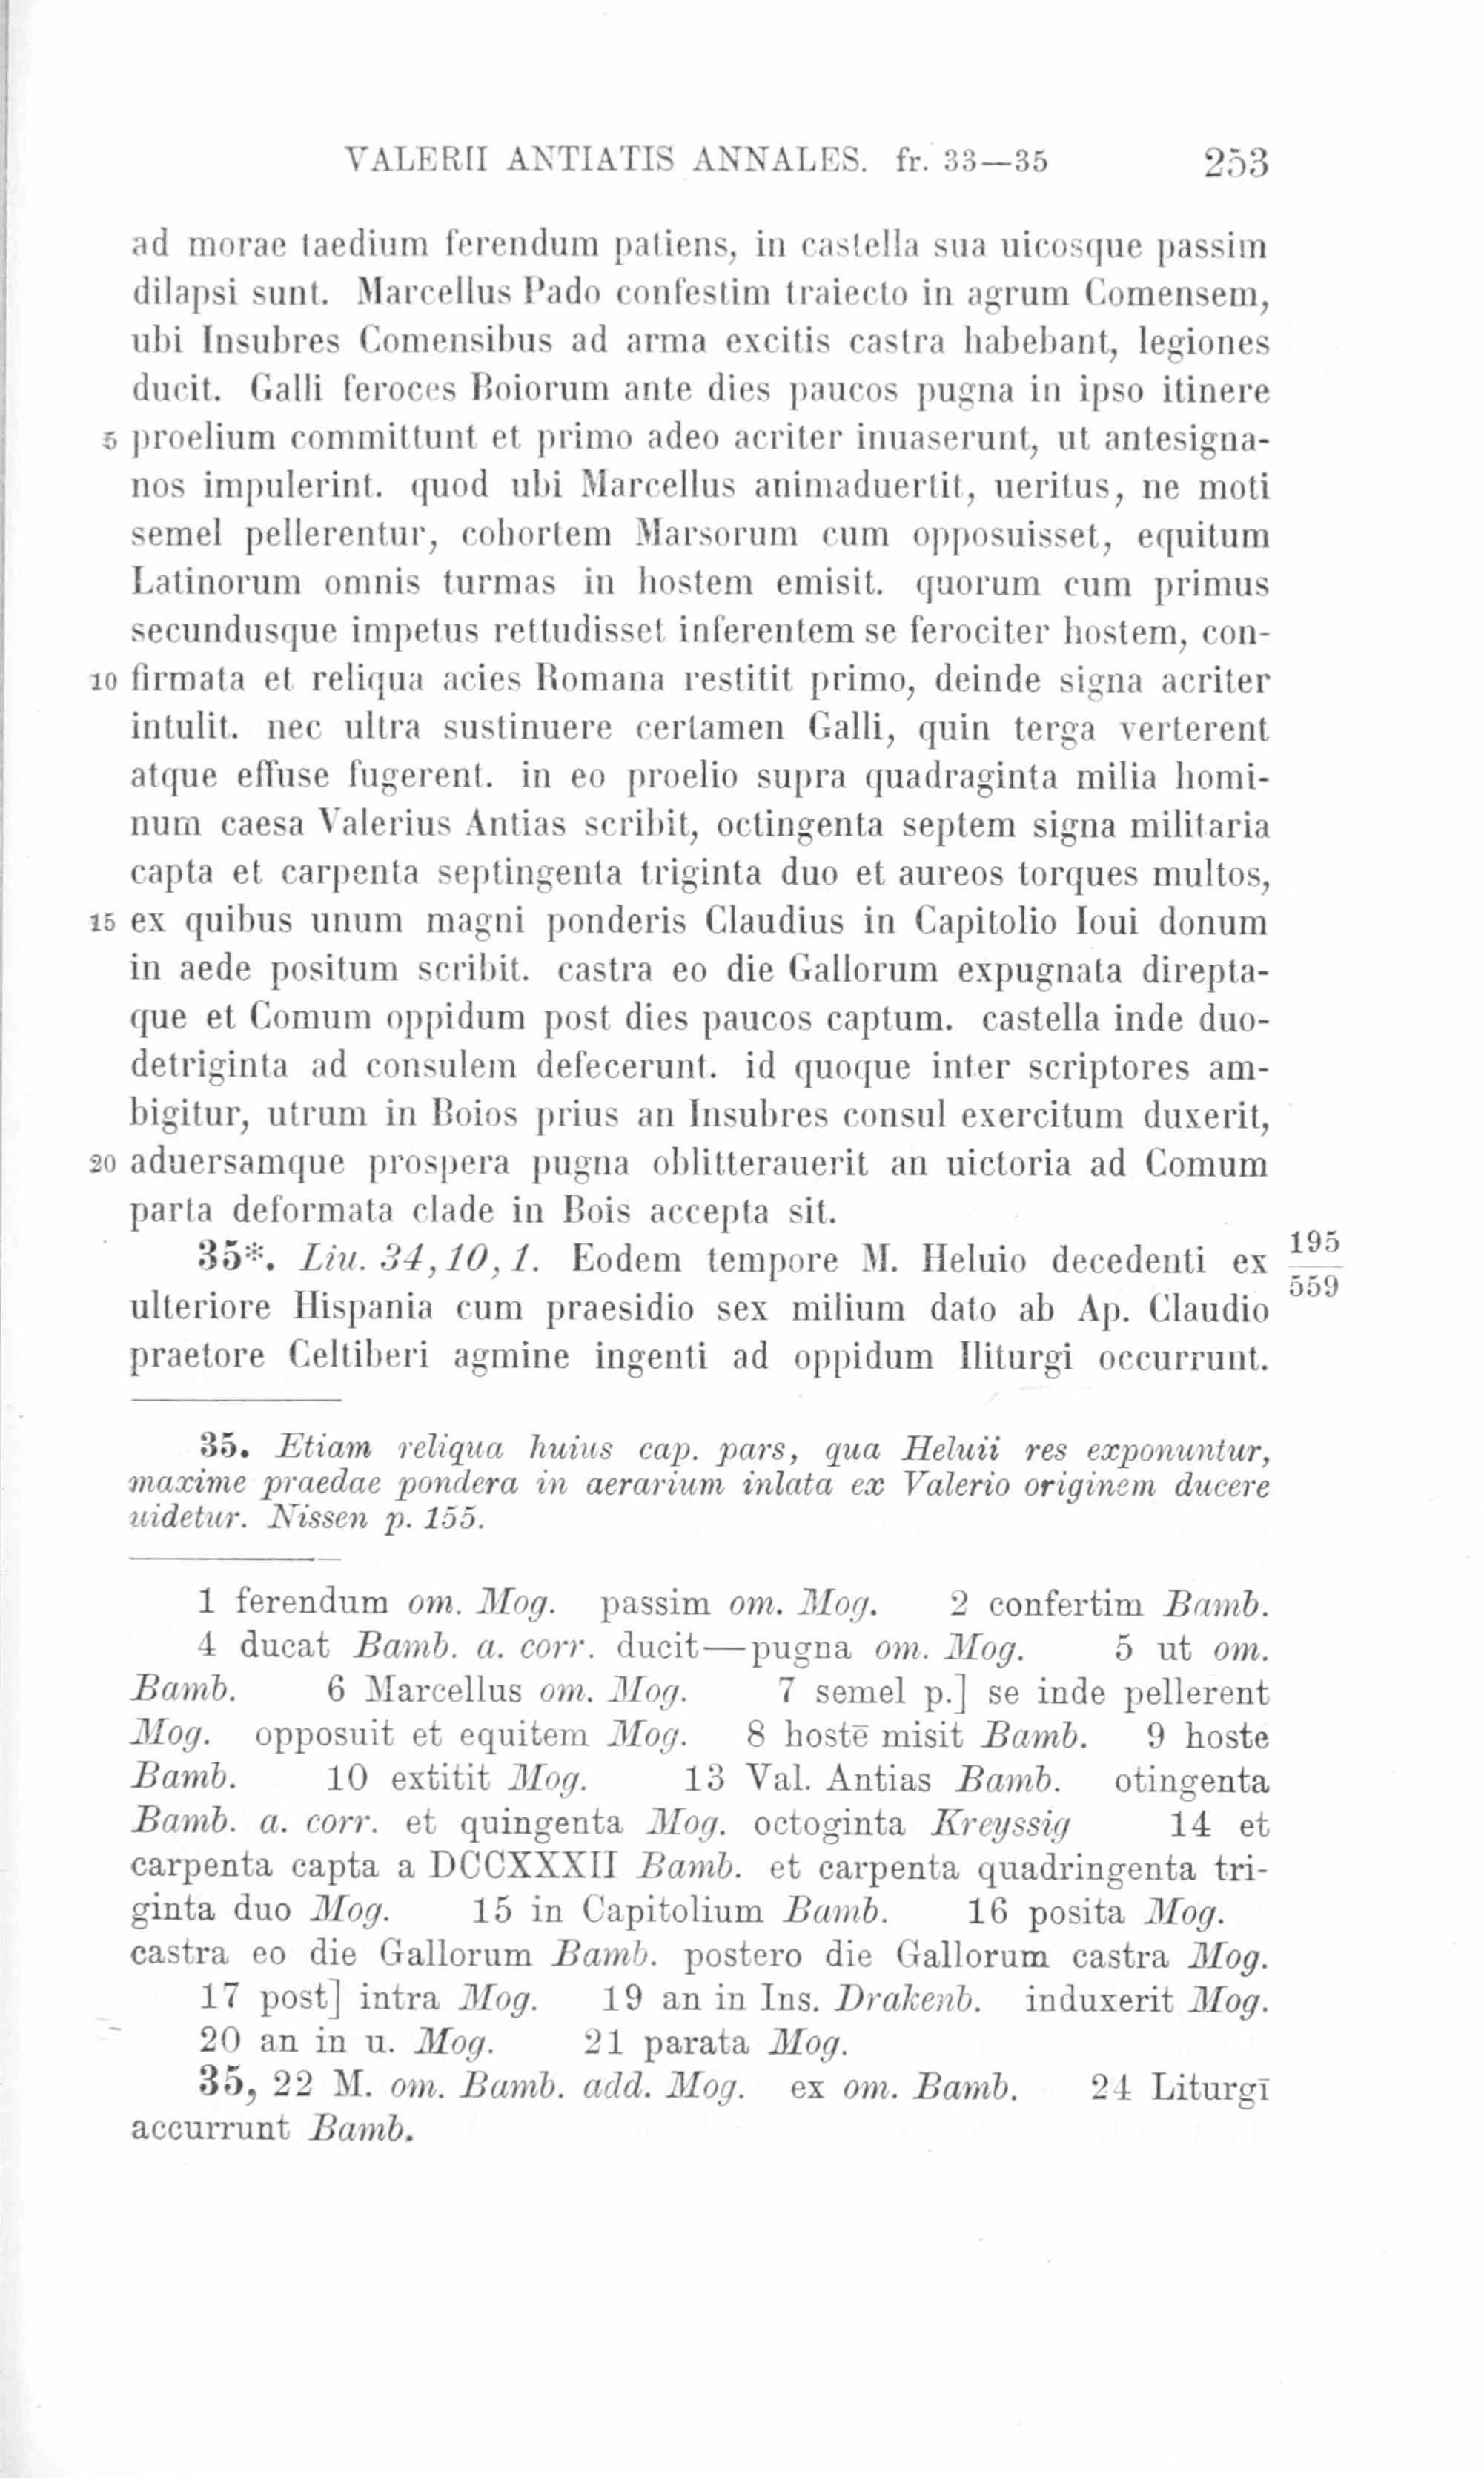 VALERII ANTIATIS ANNALES. fr. 33—35 253
ad morae taedium ferendum patiens, in castella sua uicosque passim
dilapsi sunt. Marcellus Pado confestim traiecto in agrum Comensem,
ubi Insubres Comensibus ad arma excitis castra habebant, legiones
ducit. Galli feroces Boiorum ante dies paucos pugna in ipso itinere
5 proelium committunt et primo adeo acriter inuaserunt, ut antesigna-
nos impulerint. quod ubi Marcellus animaduertit, ueritus, ne moti
semel pellerentur, cohortem Marsorum cum opposuisset, equitum
Latinorum omnis turmas in hostem emisit. quorum cum primus
secundusque impetus rettudisset inferentem se ferociter hostem, con-
10 firmata et reliqua acies Romana restitit primo, deinde signa acriter
intulit. nec ultra sustinuere certamen Galli, quin terga verterent
atque effuse fugerent. in eo proelio supra quadraginta milia homi-
num caesa Valerius Antias scribit, octingenta septem signa militaria
capta et carpenta septingenta triginta duo et aureos torques multos,
15 ex quibus unum magni ponderis Claudius in Capitolio Ioui donum
in aede positum scribit. castra eo die Gallorum expugnata direpta-
que et Comum oppidum post dies paucos captum. castella inde duo-
detriginta ad consulem defecerunt. id quoque inter scriptores am-
bigitur, utrum in Boios prius an Insubres consul exercitum duxerit,
20 aduersamque prospera pugna oblitterauerit an uictoria ad Comum
parta deformata clade in Bois accepta sit.
35*. Liu. 34, 10, 1. Eodem tempore M. Heluio decedenti ex 195
559
ulteriore Hispania cum praesidio sex milium dato ab Ap. Claudio
praetore Celtiberi agmine ingenti ad oppidum Iliturgi occurrunt.
35. Etiam reliqua huius cap. pars, qua Heluii res exponuntur,
maxime praedae pondera in aerarium inlata ex Valerio originem ducere
uidetur. Nissen p. 155.
1 ferendum om. Mog. passim om. Mog. 2 confertim Bamb.
4 ducat Bamb. a. corr. ducit—pugna om. Mog. 5 ut om.
Bamb. 6 Marcellus om. Mog. 7 semel p.] se inde pellerent
Mog. opposuit et equitem Mog. 8 hostē misit Bamb. 9 hoste
Bamb. 10 extitit Mog. 13 Val. Antias Bamb. otingenta
Bamb. a. corr. et quingenta Mog. octoginta Kreyssig 14 et
carpenta capta a DCCXXXII Bamb. et carpenta quadringenta tri-
ginta duo Mog. 15 in Capitolium Bamb. 16 posita Mog.
castra eo die Gallorum Bamb. postero die Gallorum castra Mog.
17 post] intra Mog. 19 an in Ins. Drakenb. induxerit Mog.
20 an in u. Mog. 21 parata Mog.
35, 22 M. om. Bamb. add. Mog. ex om. Bamb. 24 Liturgī
accurrunt Bamb.